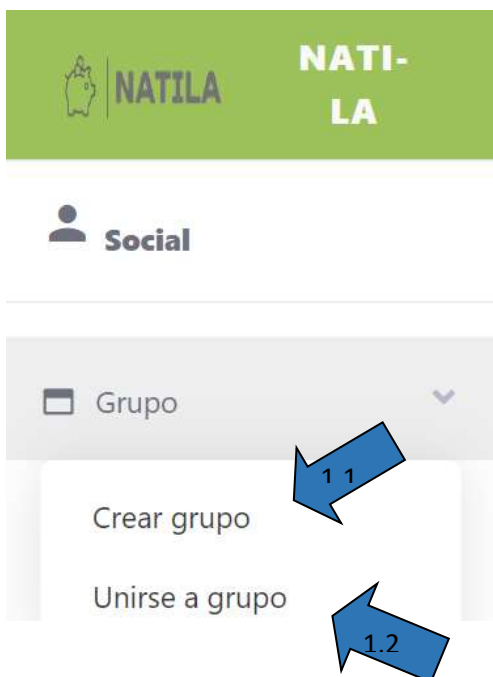 NATILA
NATI-
LA
Social
Grupo
1 1
Crear grupo
Unirse a grupo
1.2